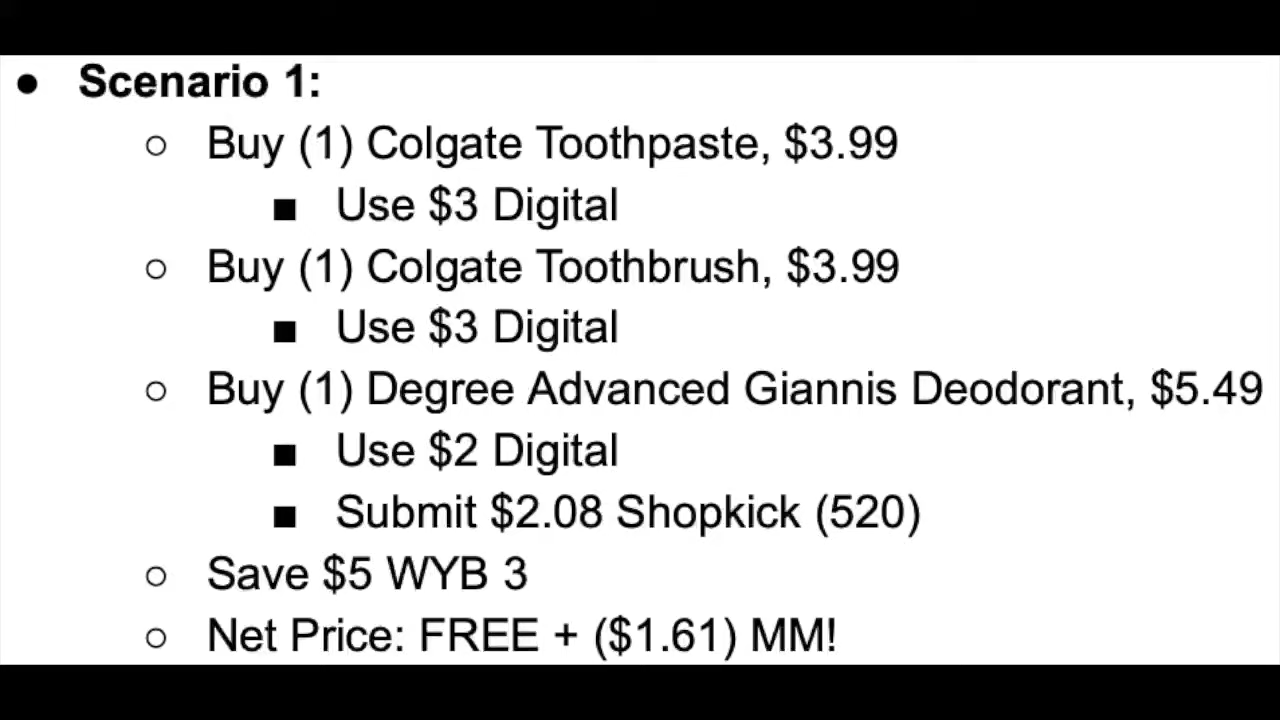 ● Scenario 1:
○ Buy (1) Colgate Toothpaste, $3.99
■ Use $3 Digital
○ Buy (1) Colgate Toothbrush, $3.99
■ Use $3 Digital
○ Buy (1) Degree Advanced Giannis Deodorant, $5.49
■ Use $2 Digital
■ Submit $2.08 Shopkick (520)
○ Save $5 WYB 3
○ Net Price: FREE + ($1.61) MM!